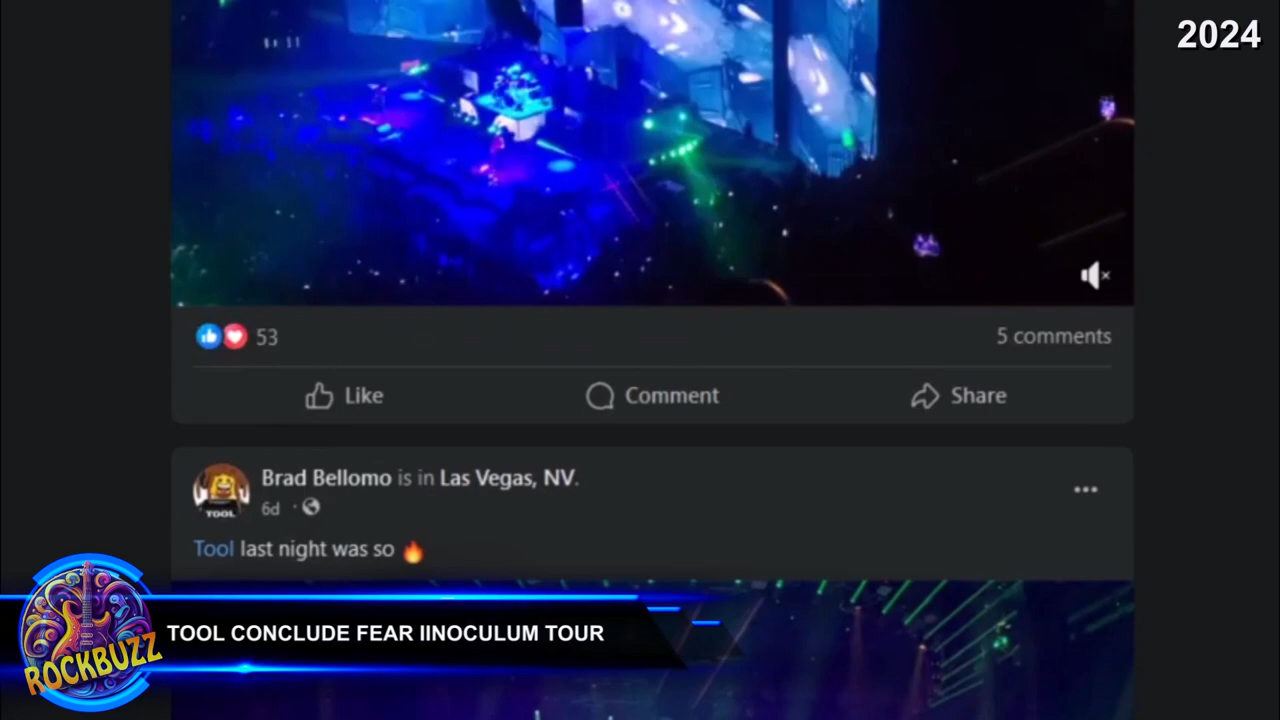 2024
53
5 comments
Like
Comment
Share
Brad Bellomo is in Las Vegas, NV.
6d
TOOL
Tool last night was so 🔥
TOOL CONCLUDE FEAR IINOCULUM TOUR
ROCKBUZZ